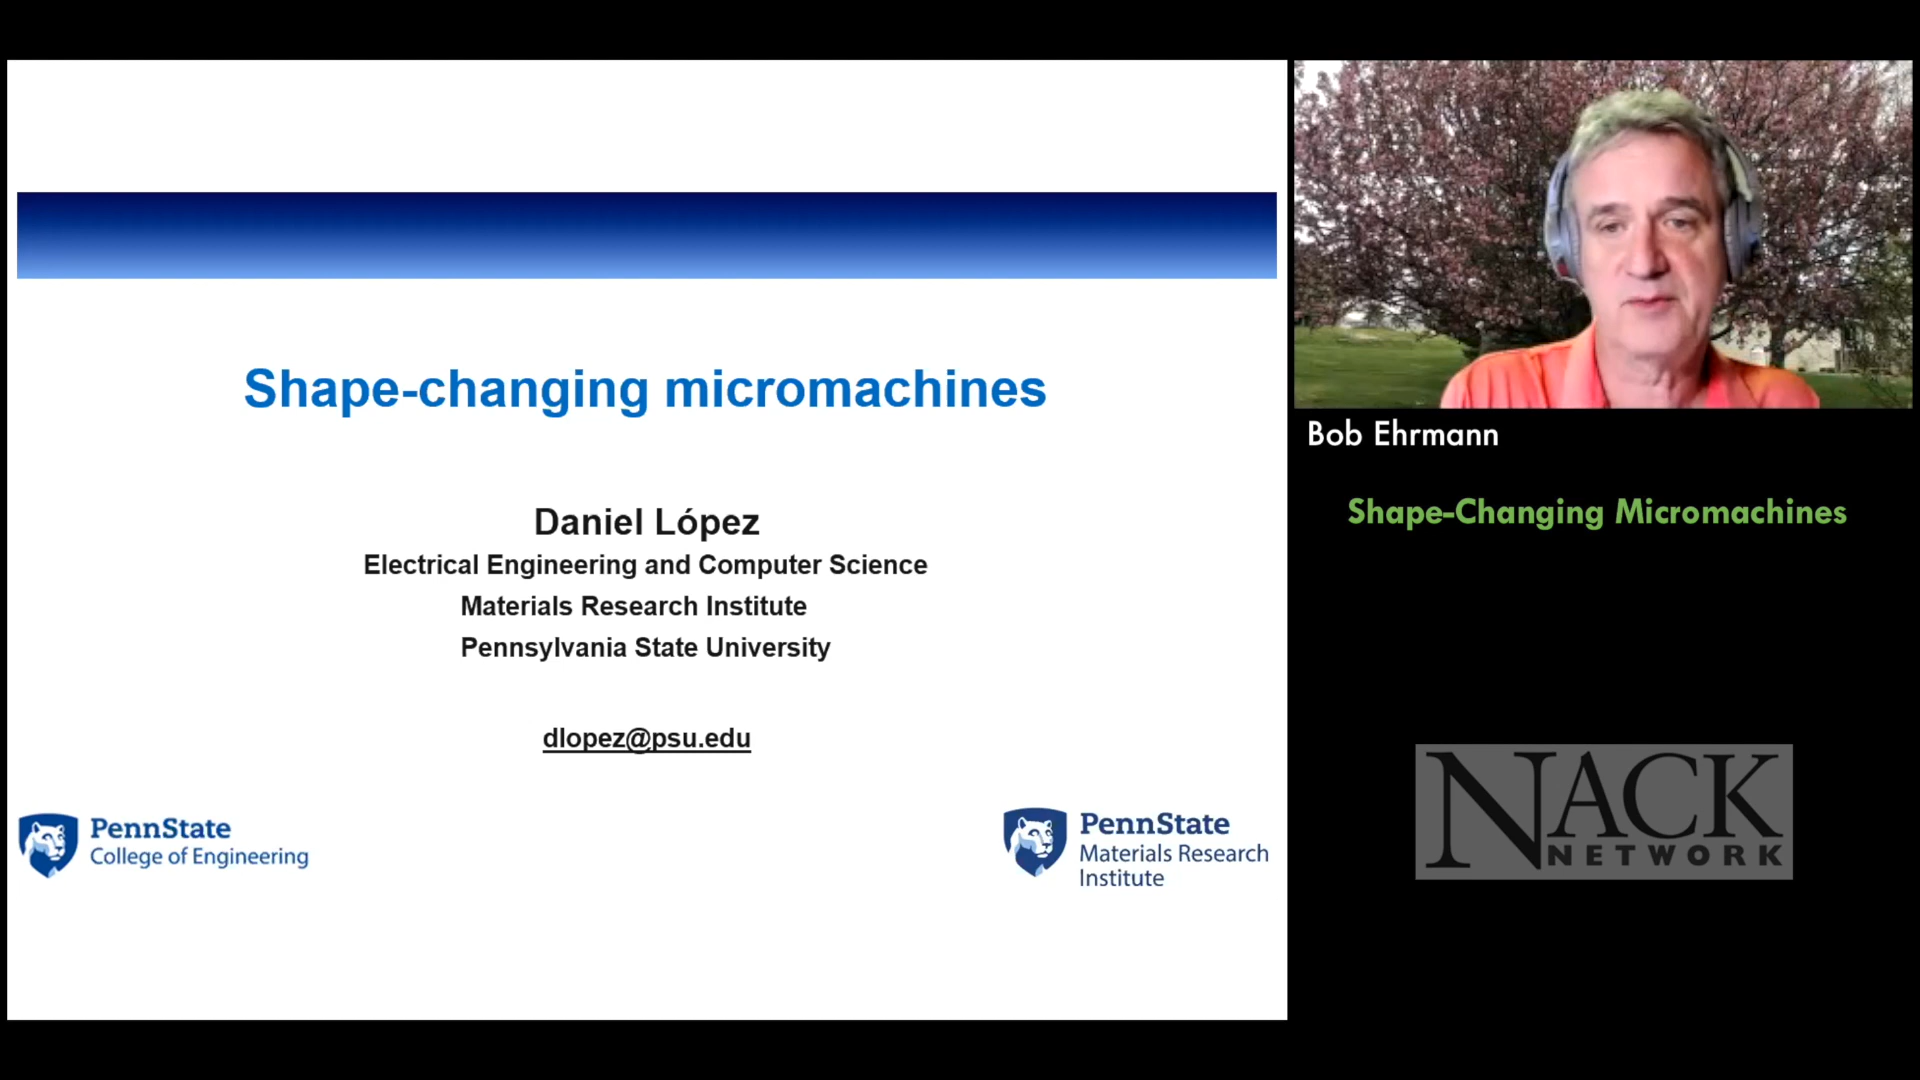 Shape-changing micromachines
Daniel López
Electrical Engineering and Computer Science
Materials Research Institute
Pennsylvania State University
dlopez@psu.edu
PennState
College of Engineering
PennState
Materials Research
Institute
Bob Ehrmann
Shape-Changing Micromachines
NACK
NETWORK